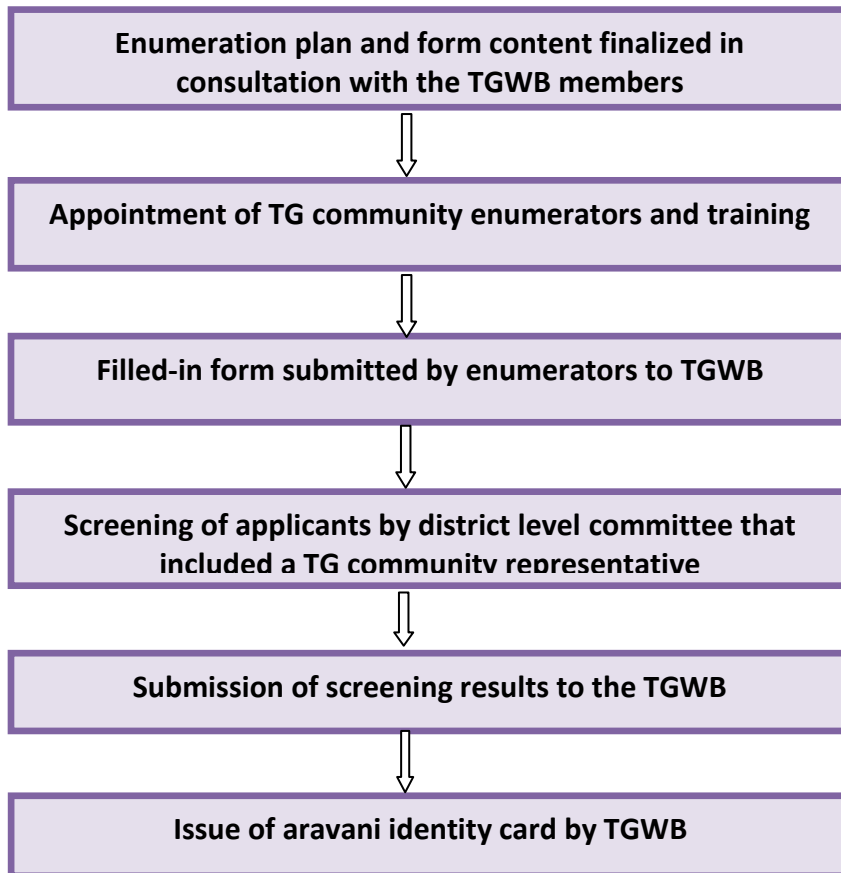 Enumeration plan and form content finalized in
consultation with the TGWB members
Appointment of TG community enumerators and training
Filled-in form submitted by enumerators to TGWB
Screening of applicants by district level committee that
included a TG community representative
Submission of screening results to the TGWB
Issue of aravani identity card by TGWB